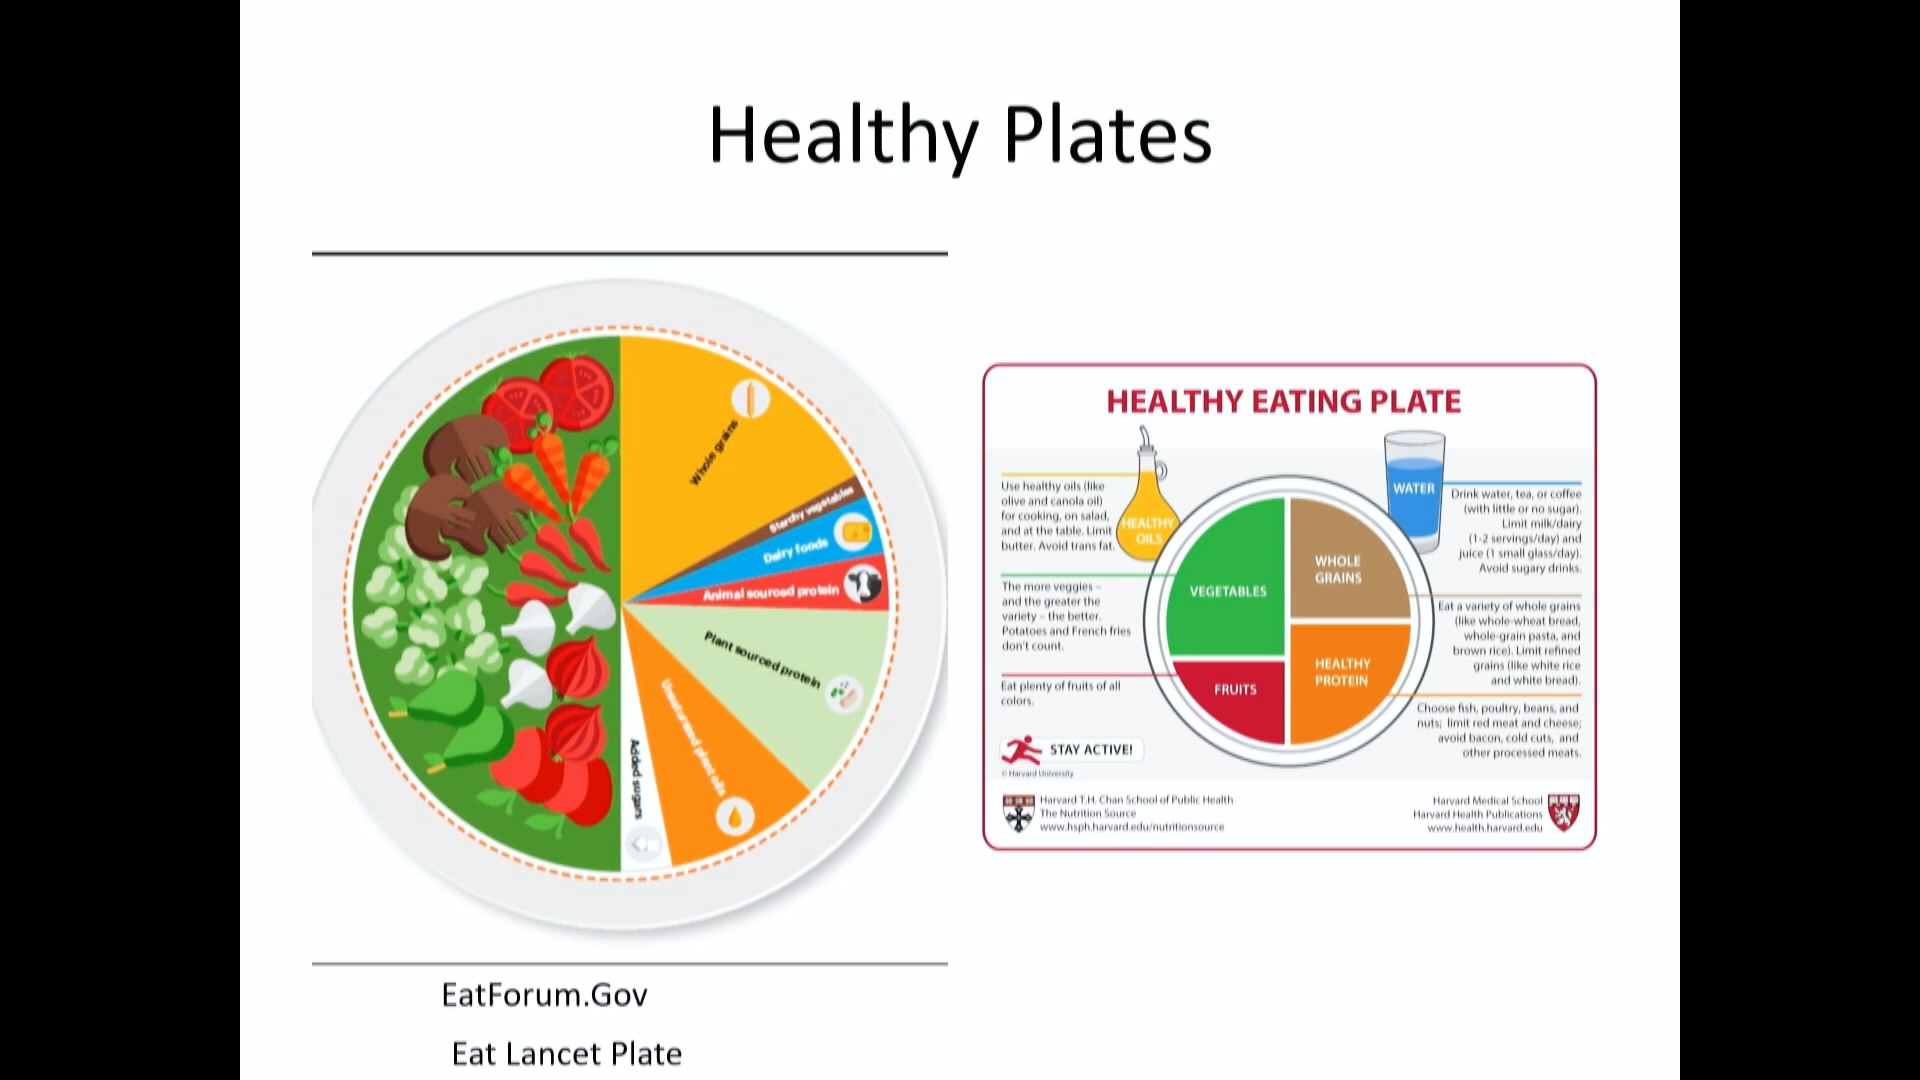 Healthy Plates
Whole grains
Starchy vegetables
Dairy foods
Animal sourced protein
Plant sourced protein
Unsaturated plant oils
Added sugars
EatForum.Gov
Eat Lancet Plate
HEALTHY EATING PLATE
Use healthy oils (like
olive and canola oil)
for cooking, on salad,
and at the table. Limit
butter. Avoid trans fat.
HEALTHY
OILS
The more veggies –
and the greater the
variety – the better.
Potatoes and French fries
don't count.
Eat plenty of fruits of all
colors.
VEGETABLES
FRUITS
WHOLE
GRAINS
HEALTHY
PROTEIN
WATER
Drink water, tea, or coffee
(with little or no sugar).
Limit milk/dairy
(1-2 servings/day) and
juice (1 small glass/day).
Avoid sugary drinks.
Eat a variety of whole grains
(like whole-wheat bread,
whole-grain pasta, and
brown rice). Limit refined
grains (like white rice
and white bread).
Choose fish, poultry, beans, and
nuts; limit red meat and cheese;
avoid bacon, cold cuts, and
other processed meats.
STAY ACTIVE!
© Harvard University
Harvard T.H. Chan School of Public Health
The Nutrition Source
www.hsph.harvard.edu/nutritionsource
Harvard Medical School
Harvard Health Publications
www.health.harvard.edu